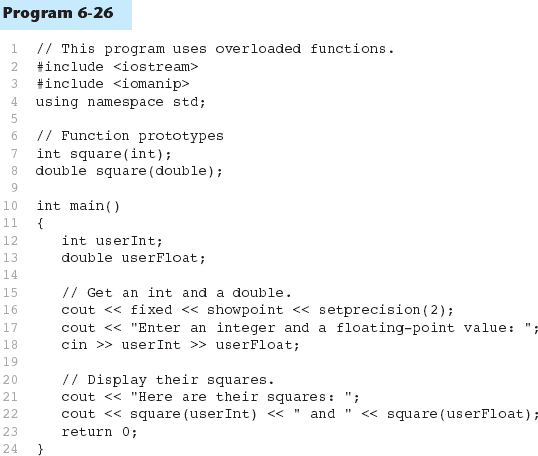 Program 6-26
1 // This program uses overloaded functions.
2 #include <iostream>
3 #include <iomanip>
4 using namespace std;
5
6 // Function prototypes
7 int square(int);
8 double square(double);
9
10 int main()
11 {
12 int userInt;
13 double userFloat;
14
15 // Get an int and a double.
16 cout << fixed << showpoint << setprecision(2);
17 cout << "Enter an integer and a floating-point value: ";
18 cin >> userInt >> userFloat;
19
20 // Display their squares.
21 cout << "Here are their squares: ";
22 cout << square(userInt) << " and " << square(userFloat);
23 return 0;
24 }